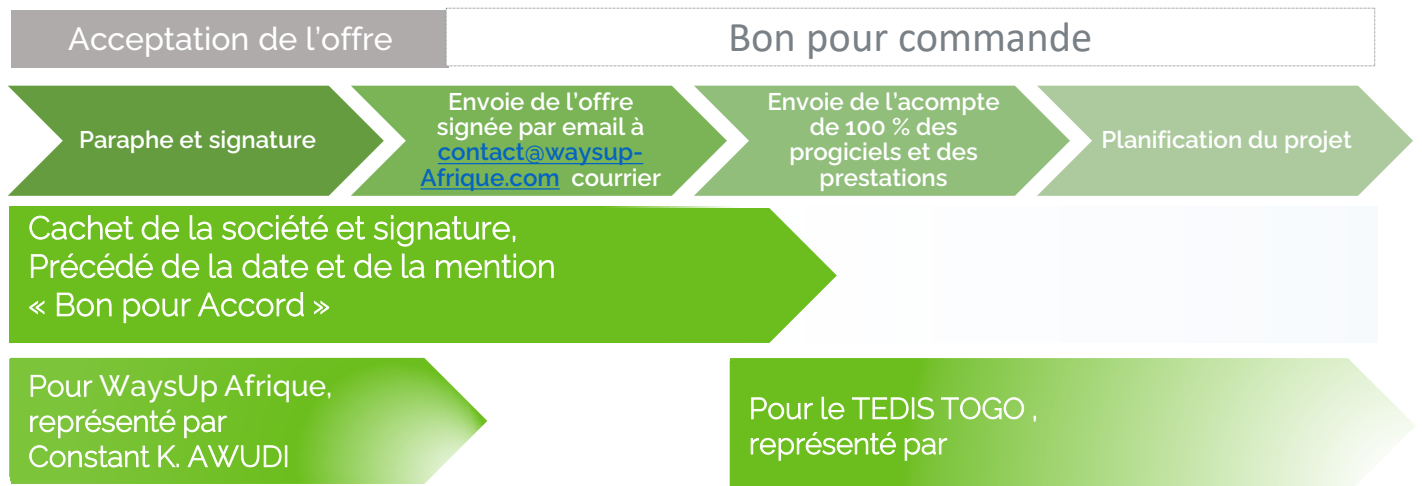 Acceptation de l’offre
Bon pour commande
Paraphe et signature
Envoie de l’offre
signée par email à
contact@waysup-
Afrique.com courrier
Envoie de l’acompte
de 100 % des
progiciels et des
prestations
Planification du projet
Cachet de la société et signature,
Précédé de la date et de la mention
« Bon pour Accord »
Pour WaysUp Afrique,
représenté par
Constant K. AWUDI
Pour le TEDIS TOGO ,
représenté par